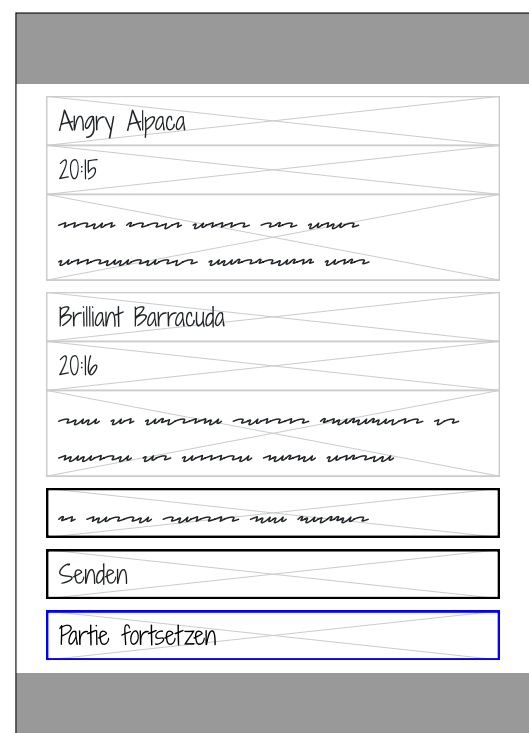 Angry Alpaca
20:15
Brilliant Barracuda
20:16
Senden
Partie fortsetzen